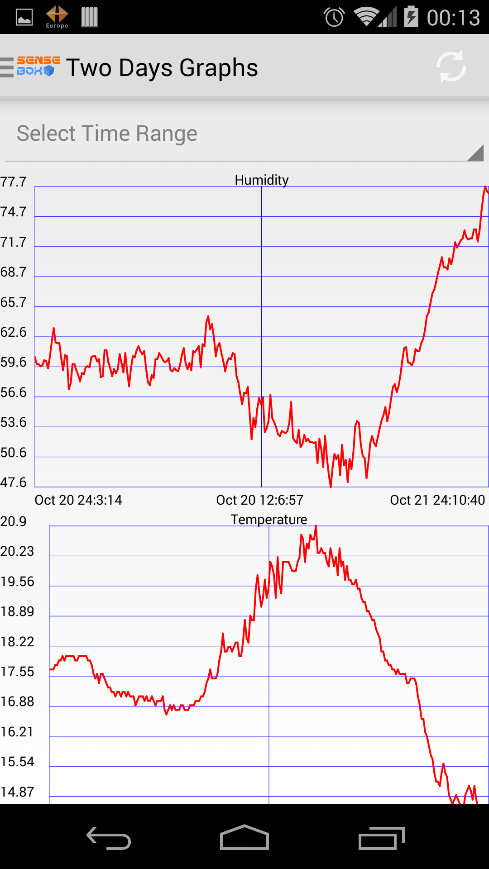 Europe
00:13
SENSE
BOX
Two Days Graphs
Select Time Range
Humidity
77.7
74.7
71.7
68.7
65.7
62.6
59.6
56.6
53.6
50.6
47.6
Oct 20 24:3:14 Oct 20 12:6:57 Oct 21 24:10:40
Temperature
20.9
20.23
19.56
18.89
18.22
17.55
16.88
16.21
15.54
14.87